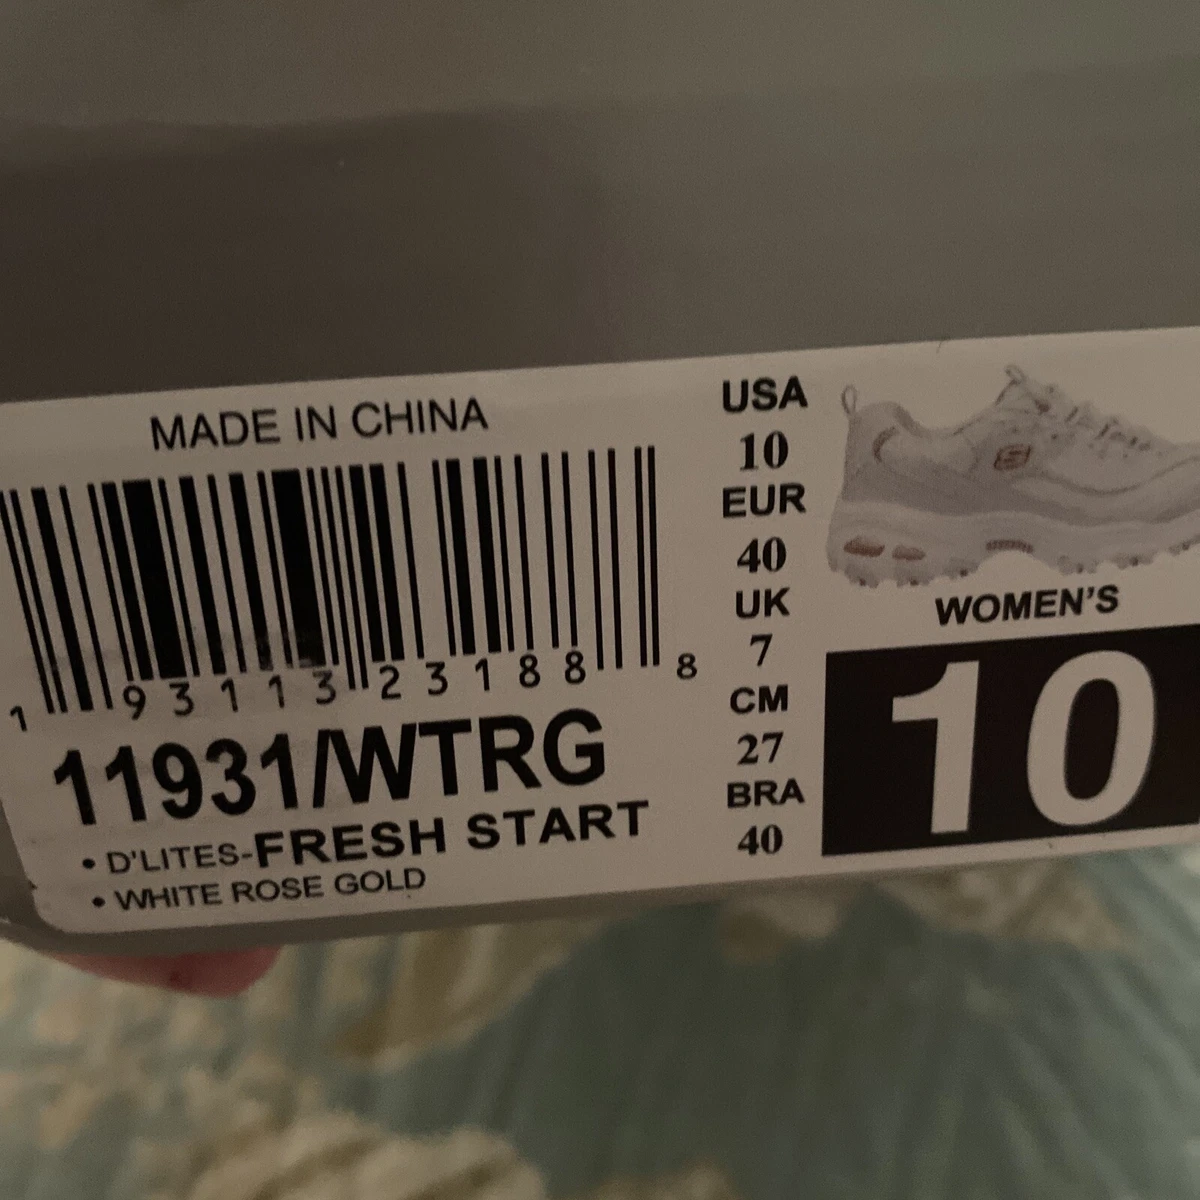 MADE IN CHINA
1 93113 23188 8
11931/WTRG
• D'LITES-FRESH START
• WHITE ROSE GOLD
USA
10
EUR
40
UK
7
CM
27
BRA
40
WOMEN'S
10